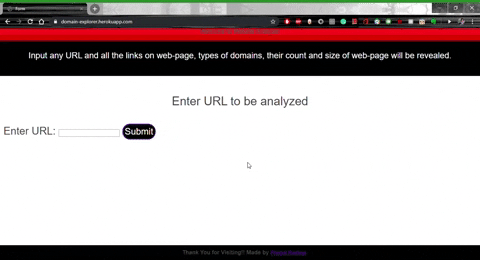 Form
domain-explorer.herokuapp.com
Input any URL and all the links on web-page, types of domains, their count and size of web-page will be revealed.
Enter URL to be analyzed
Enter URL: Submit
Thank You for Visiting!! Made by